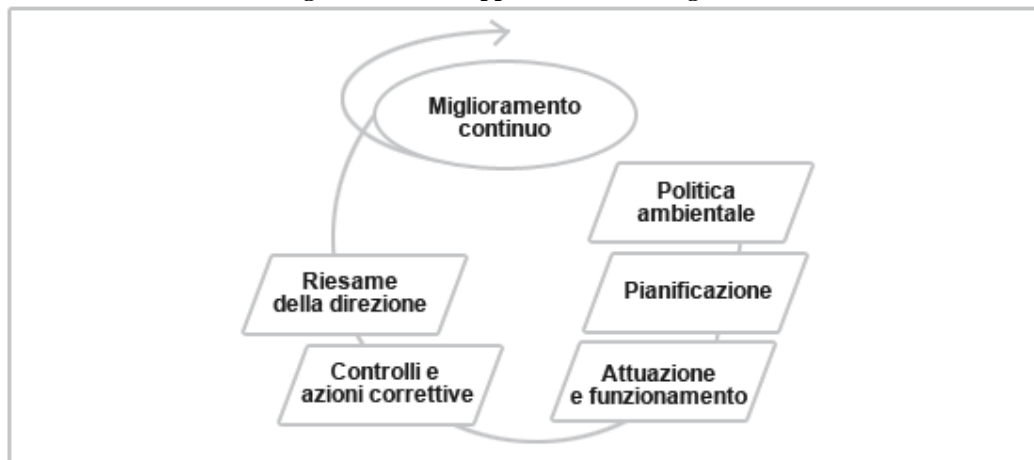 Miglioramento
continuo
Politica
ambientale
Pianificazione
Attuazione
e funzionamento
Controlli e
azioni correttive
Riesame
della direzione